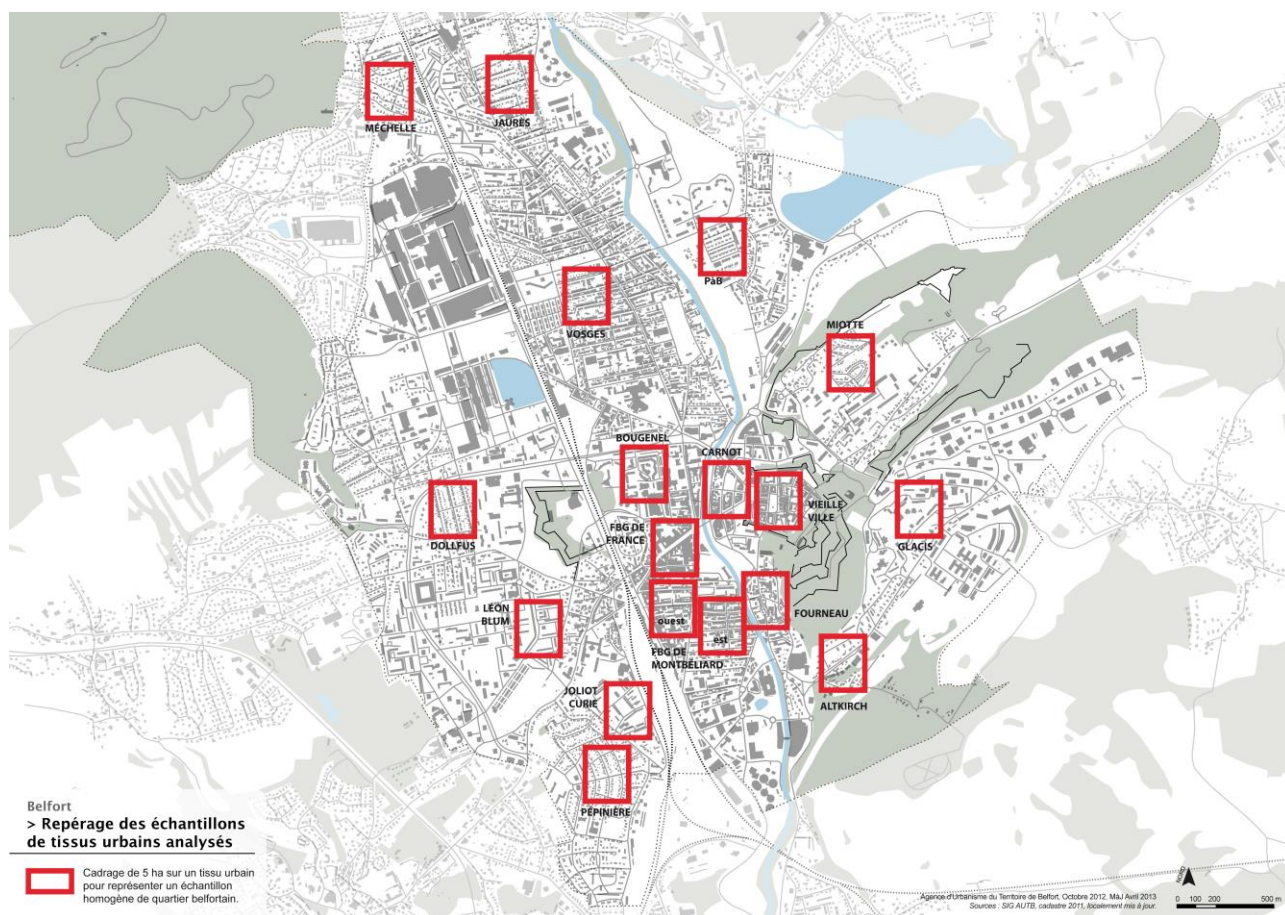 MÉCHELLE
JAURÈS
PàB
VOSGES
MIOTTE
BOUGENEL
CARNOT
VIEILLE
VILLE
FBG DE
FRANCE
DOLLFUS
GLACIS
LÉON
BLUM
ouest
est
FOURNEAU
FBG DE
MONTBÉLIARD
JOLIOT
CURIE
ALTKIRCH
PÉPINIÈRE
Belfort
> Repérage des échantillons
de tissus urbains analysés
Cadrage de 5 ha sur un tissu urbain
pour représenter un échantillon
homogène de quartier belfortain.
NORD
Agence d'Urbanisme du Territoire de Belfort, Octobre 2012, MàJ Avril 2013
Sources : SIG AUTB, cadastre 2011, localement mis à jour.
0 100 200 500 m